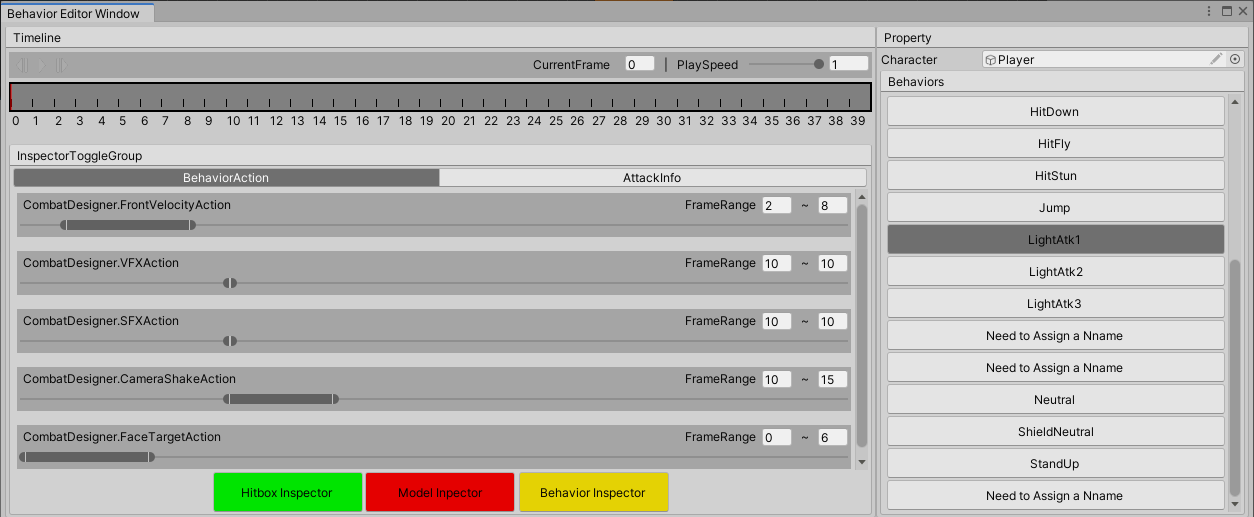 Behavior Editor Window
Timeline
CurrentFrame 0 | PlaySpeed 1
0 1 2 3 4 5 6 7 8 9 10 11 12 13 14 15 16 17 18 19 20 21 22 23 24 25 26 27 28 29 30 31 32 33 34 35 36 37 38 39
InspectorToggleGroup
BehaviorAction AttackInfo
CombatDesigner.FrontVelocityAction FrameRange 2 ~ 8
CombatDesigner.VFXAction FrameRange 10 ~ 10
CombatDesigner.SFXAction FrameRange 10 ~ 10
CombatDesigner.CameraShakeAction FrameRange 10 ~ 15
CombatDesigner.FaceTargetAction FrameRange 0 ~ 6
Hitbox Inspector Model Inpector Behavior Inspector
Property
Character Player
Behaviors
HitDown
HitFly
HitStun
Jump
LightAtk1
LightAtk2
LightAtk3
Need to Assign a Nname
Need to Assign a Nname
Neutral
ShieldNeutral
StandUp
Need to Assign a Nname